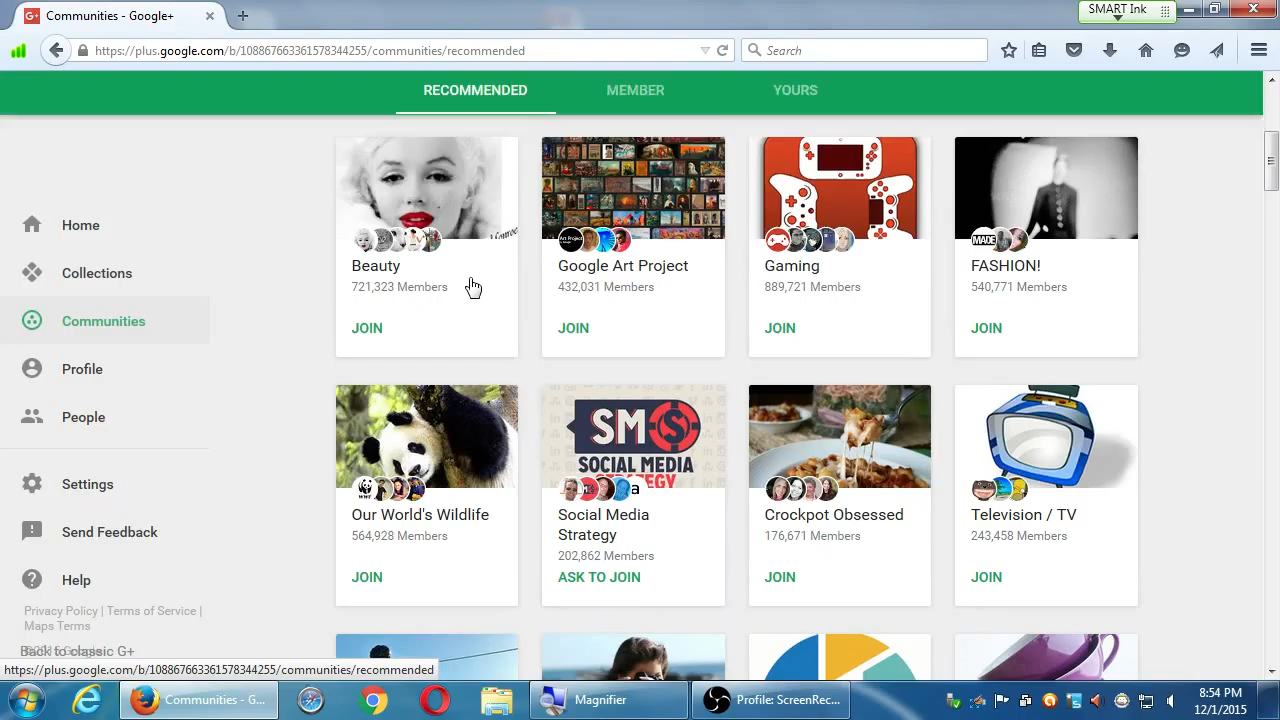 Communities - Google+
SMART Ink
https://plus.google.com/b/108867663361578344255/communities/recommended
Search
RECOMMENDED
MEMBER
YOURS
Home
Collections
Communities
Profile
People
Settings
Send Feedback
Help
Privacy Policy | Terms of Service |
Maps Terms
Back to classic G+
https://plus.google.com/b/108867663361578344255/communities/recommended
Beauty
721,323 Members
JOIN
Google Art Project
432,031 Members
JOIN
Gaming
889,721 Members
JOIN
MADE
FASHION!
540,771 Members
JOIN
WWF
Our World's Wildlife
564,928 Members
JOIN
SMS
SOCIAL MEDIA
STRATEGY
Social Media
Strategy
202,862 Members
ASK TO JOIN
Crockpot Obsessed
176,671 Members
JOIN
Television / TV
243,458 Members
JOIN
Communities - G...
Magnifier
Profile: ScreenRec...
8:54 PM
12/1/2015